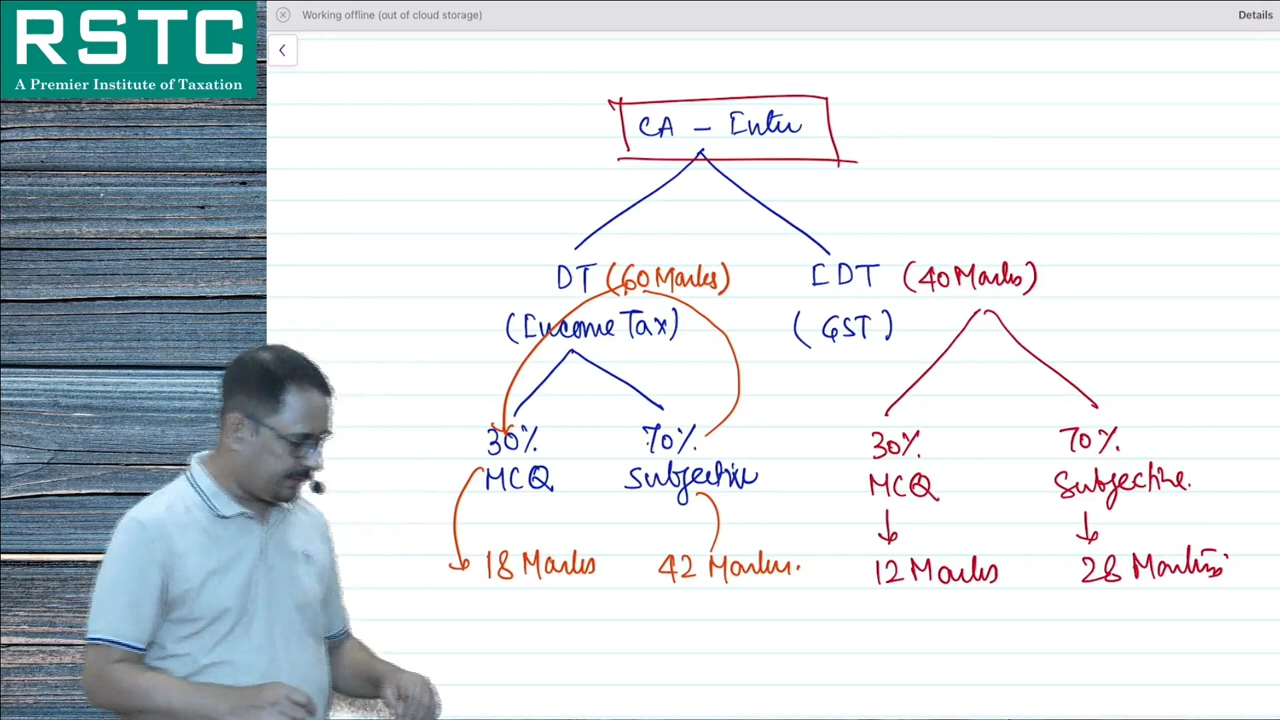 RSTC
A Premier Institute of Taxation
Working offline (out of cloud storage)
Details
CA - Inter
DT (60 Marks)
IDT (40 Marks)
(Income Tax)
(GST)
30%
70%
30%
70%
MCQ
Subjective
MCQ
Subjective.
18 Marks
42 Marks.
12 Marks
28 Marks